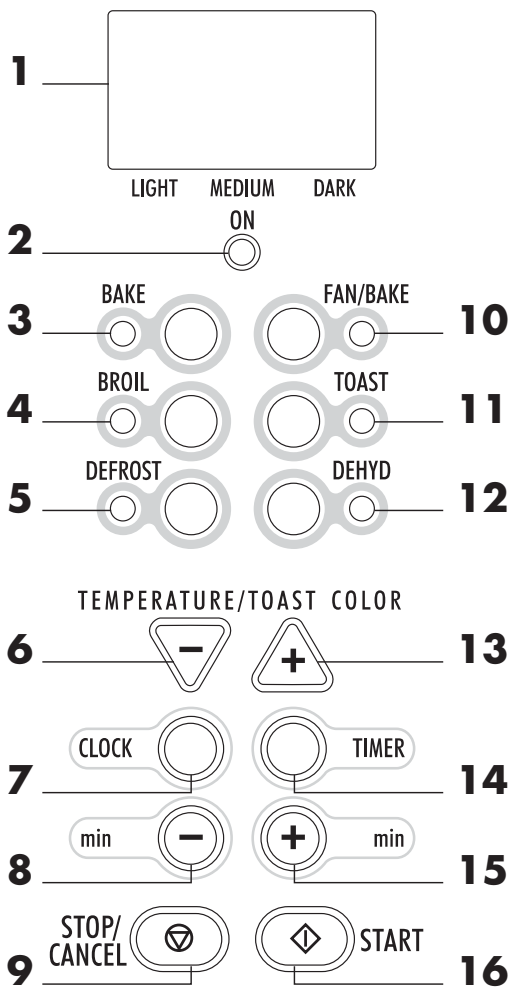 1
LIGHT MEDIUM DARK
ON
2
BAKE FAN/BAKE
3 10
BROIL TOAST
4 11
DEFROST DEHYD
5 12
TEMPERATURE/TOAST COLOR
6 - + 13
CLOCK TIMER
7 14
min - + min
8 15
STOP/
CANCEL START
9 16